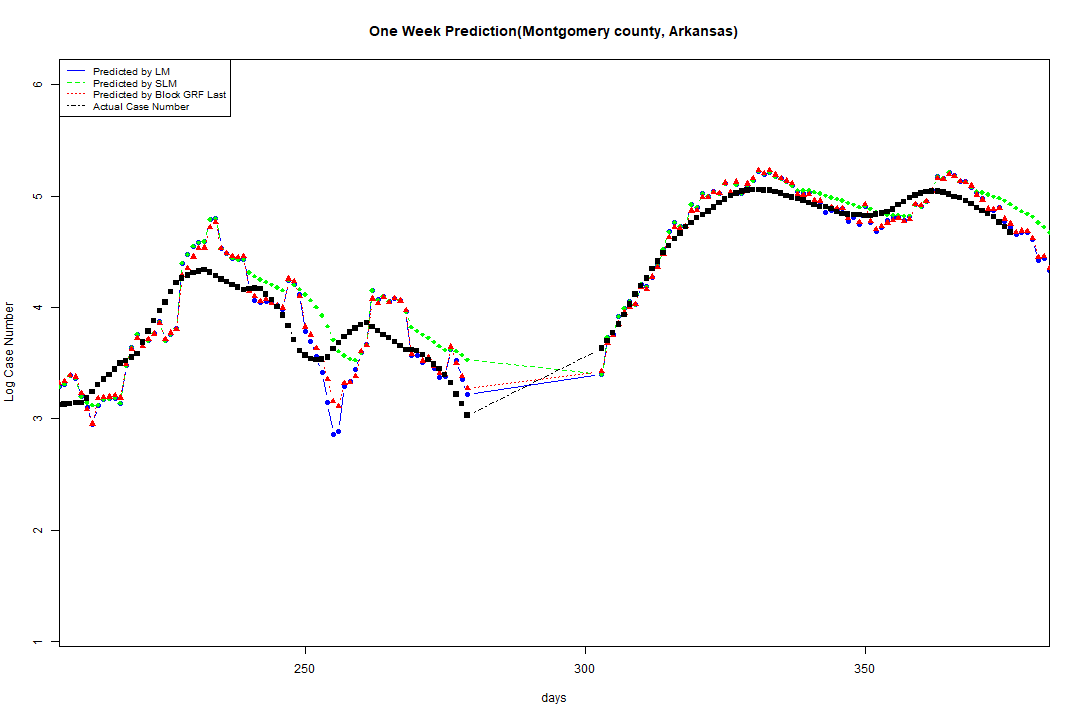 One Week Prediction(Montgomery county, Arkansas)
Predicted by LM
Predicted by SLM
Predicted by Block GRF Last
Actual Case Number
6
5
4
3
2
1
Log Case Number
250 300 350
days